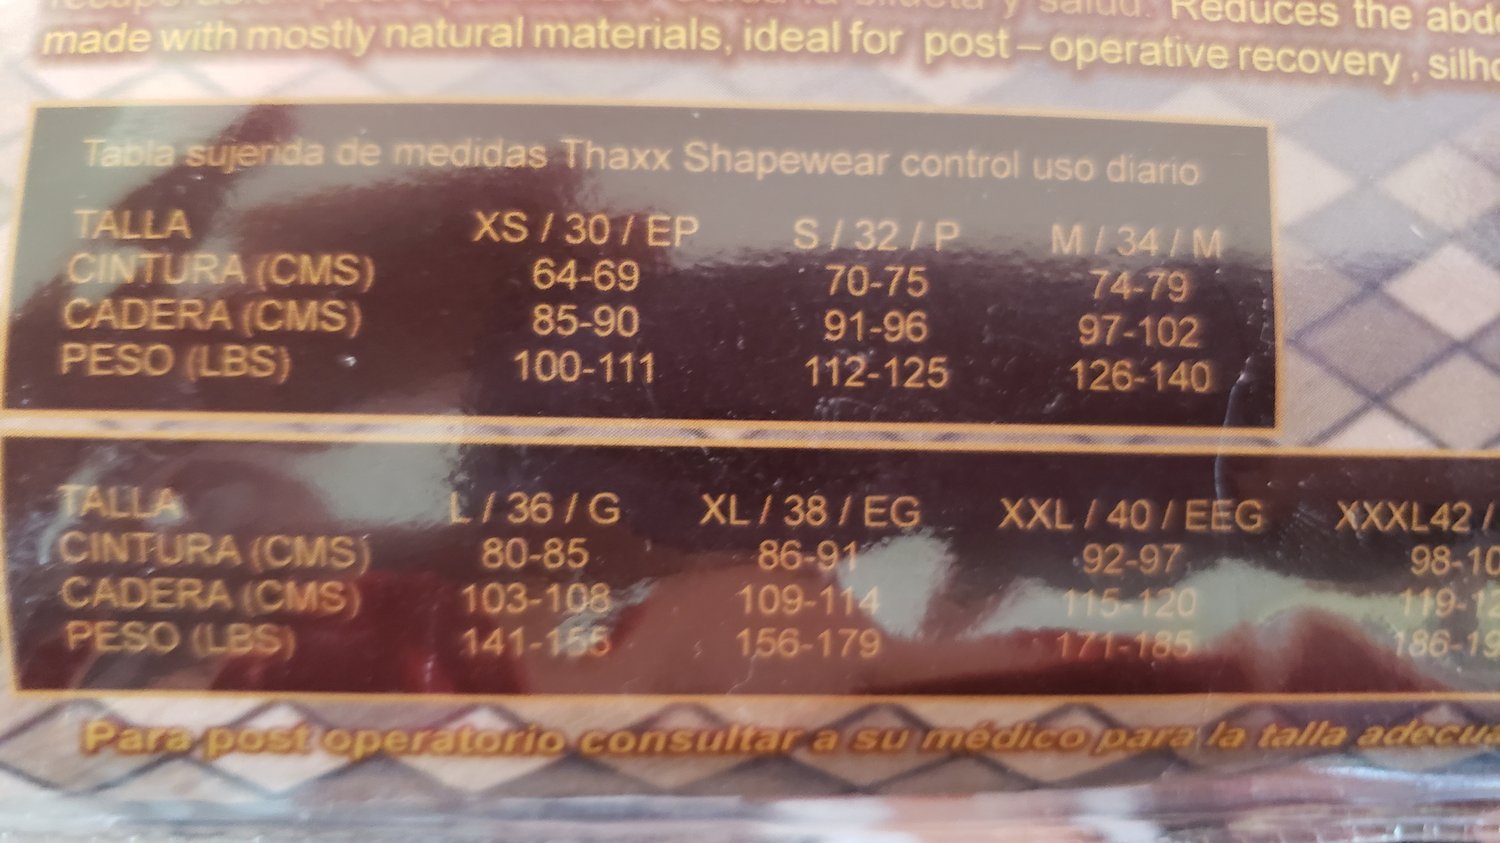 salud. Reduces the
made with mostly natural materials, ideal for post – operative recovery ,
Tabla sujerida de medidas Thaxx Shapewear control uso diario
TALLA XS / 30 / EP S / 32 / P M / 34 / M
CINTURA (CMS) 64-69 70-75 74-79
CADERA (CMS) 85-90 91-96 97-102
PESO (LBS) 100-111 112-125 126-140
TALLA L / 36 / G XL / 38 / EG XXL / 40 / EEG XXXL42 /
CINTURA (CMS) 80-85 86-91 92-97
CADERA (CMS) 103-108 109-114 115-120
PESO (LBS) 141-155 156-179 171-185
Para post operatorio consultar a su médico para la talla